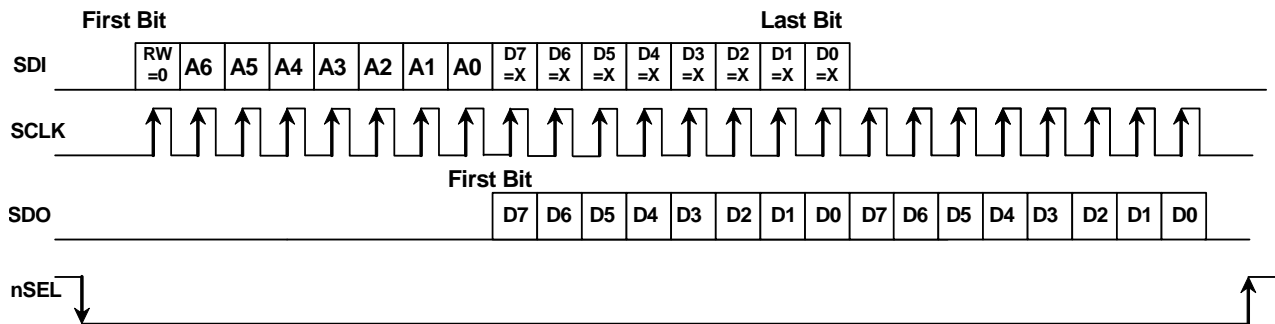 First Bit Last Bit
SDI RW =0 A6 A5 A4 A3 A2 A1 A0 D7 =X D6 =X D5 =X D4 =X D3 =X D2 =X D1 =X D0 =X
SCLK
First Bit
SDO D7 D6 D5 D4 D3 D2 D1 D0 D7 D6 D5 D4 D3 D2 D1 D0
nSEL